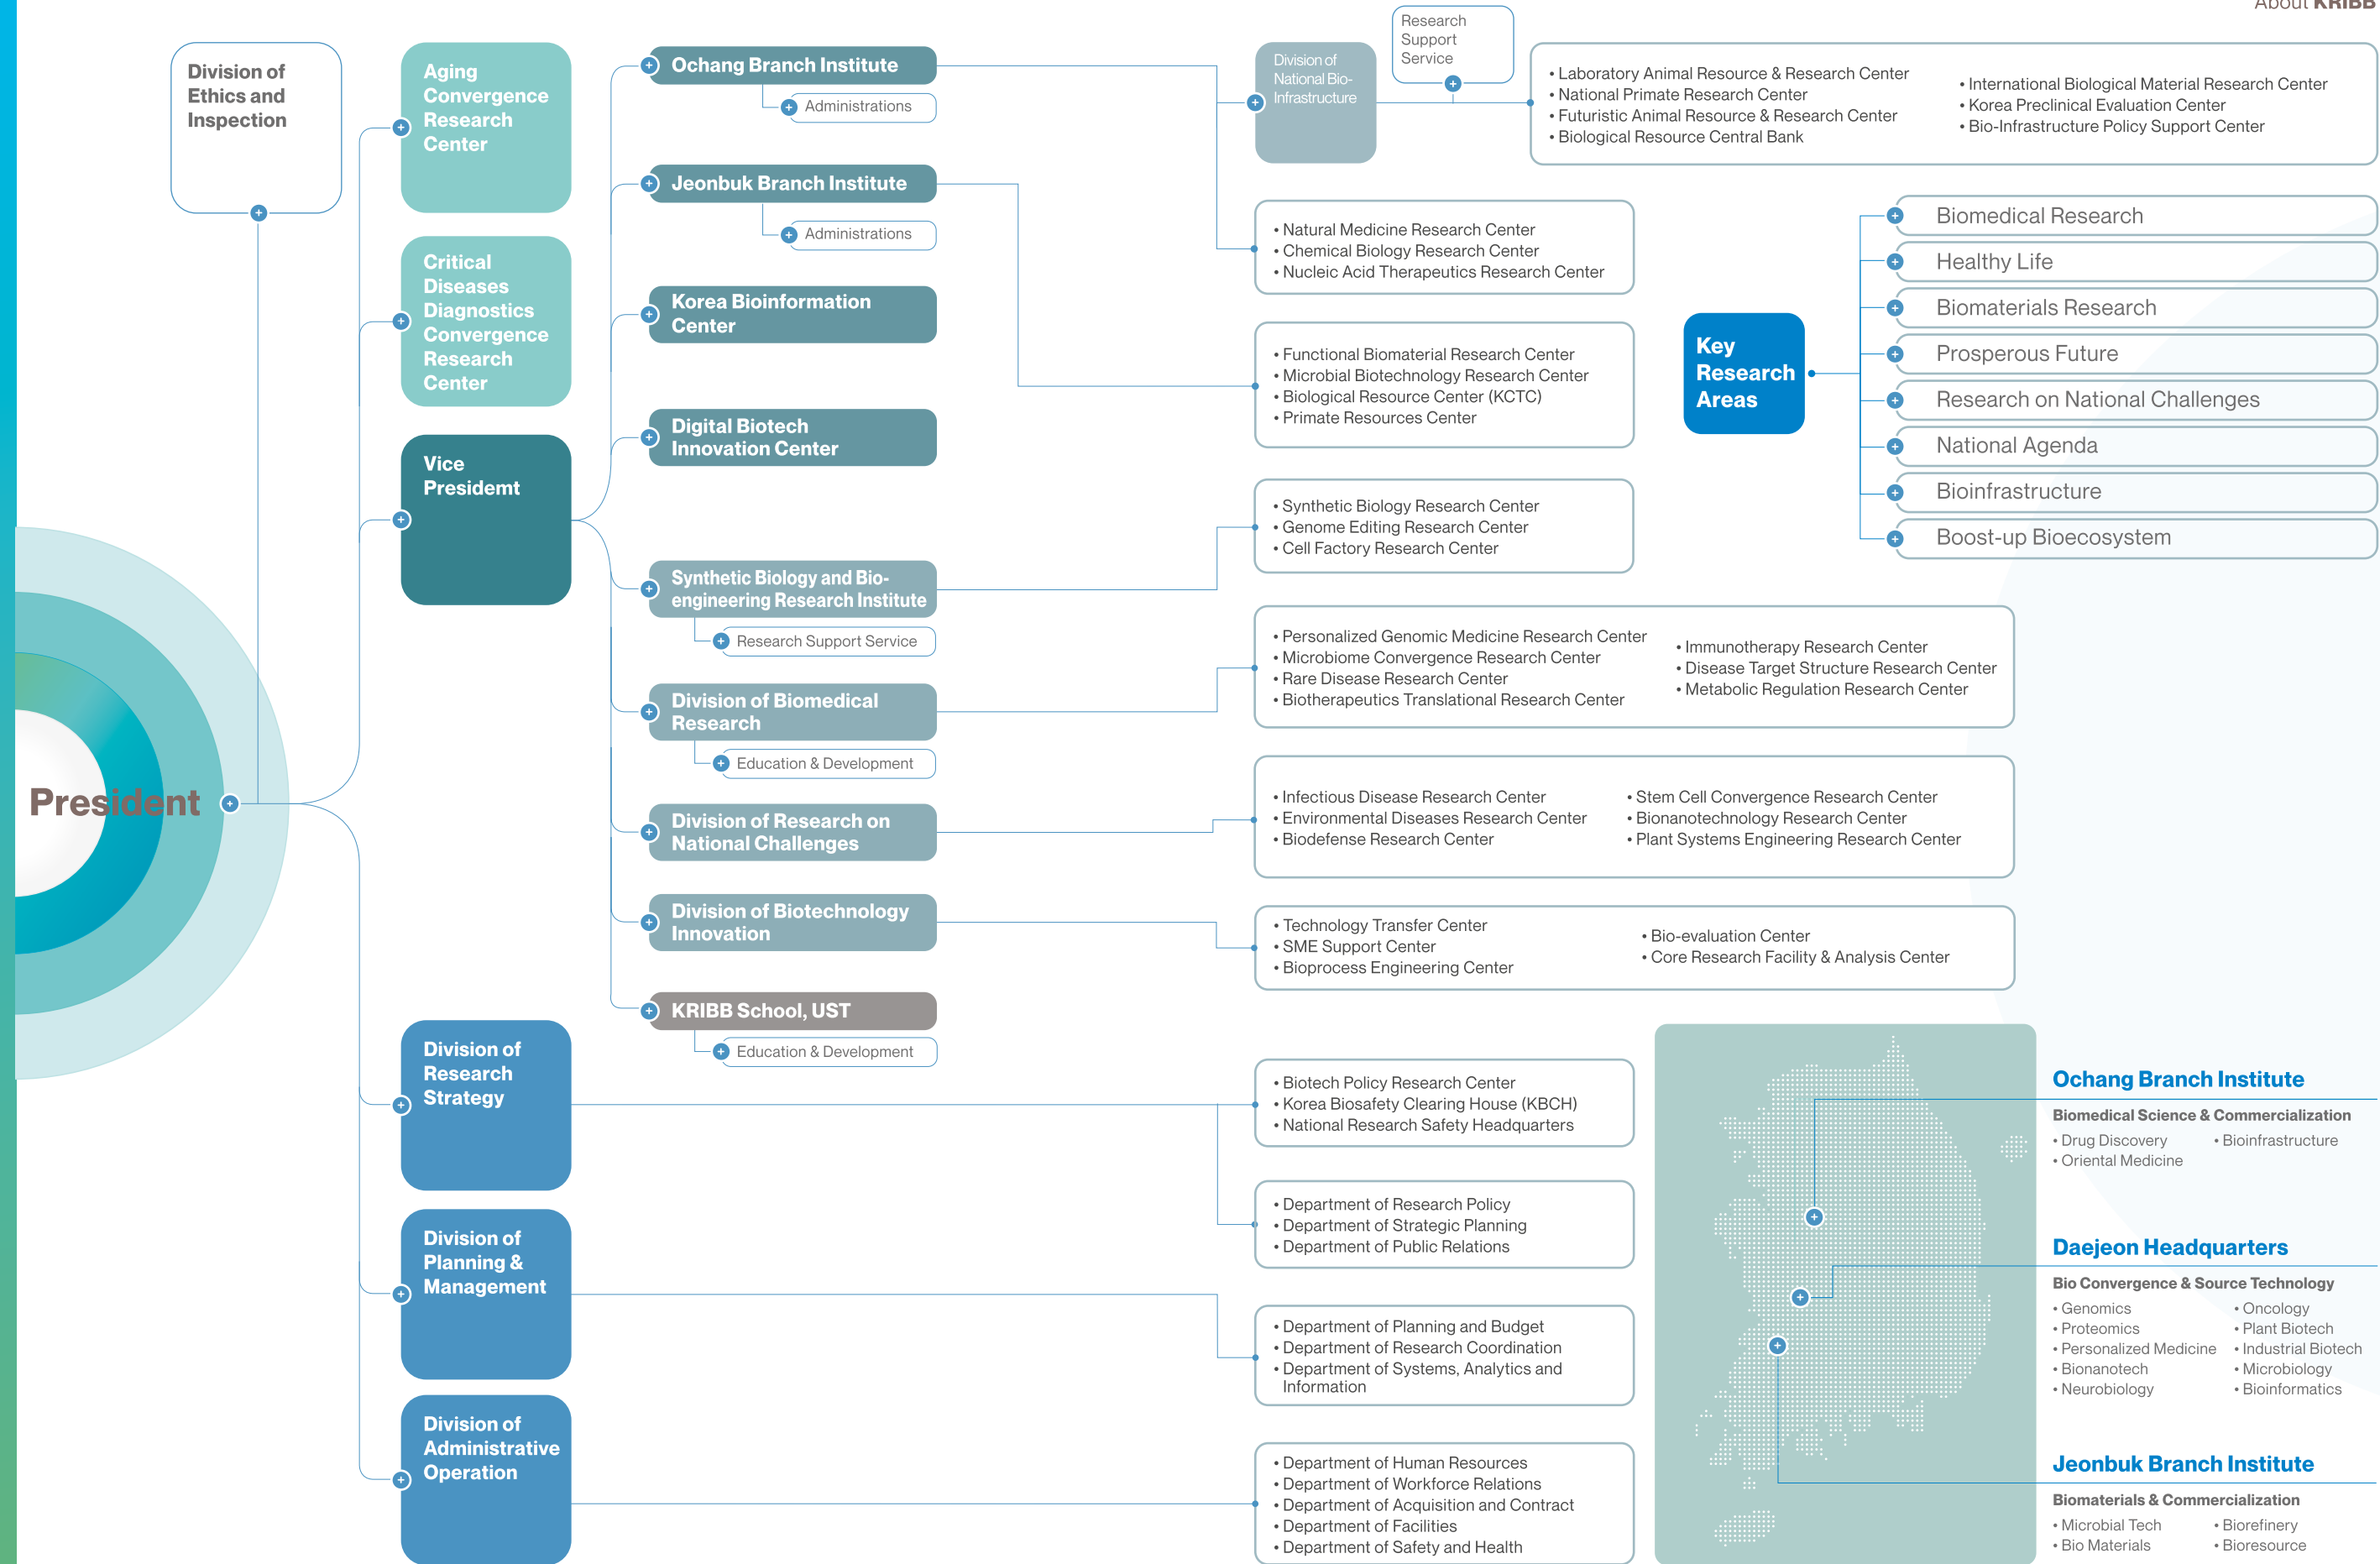 About KRIBB
Division of
Ethics and
Inspection
Aging
Convergence
Research
Center
Critical
Diseases
Diagnostics
Convergence
Research
Center
Vice
Presidemt
President
Division of
Research
Strategy
Division of
Planning &
Management
Division of
Administrative
Operation
Ochang Branch Institute
Administrations
Jeonbuk Branch Institute
Administrations
Korea Bioinformation
Center
Digital Biotech
Innovation Center
Synthetic Biology and Bio-
engineering Research Institute
Research Support Service
Division of Biomedical
Research
Education & Development
Division of Research on
National Challenges
Division of Biotechnology
Innovation
KRIBB School, UST
Education & Development
Division of
National Bio-
Infrastructure
Research
Support
Service
• Laboratory Animal Resource & Research Center
• National Primate Research Center
• Futuristic Animal Resource & Research Center
• Biological Resource Central Bank
• International Biological Material Research Center
• Korea Preclinical Evaluation Center
• Bio-Infrastructure Policy Support Center
• Natural Medicine Research Center
• Chemical Biology Research Center
• Nucleic Acid Therapeutics Research Center
• Functional Biomaterial Research Center
• Microbial Biotechnology Research Center
• Biological Resource Center (KCTC)
• Primate Resources Center
• Synthetic Biology Research Center
• Genome Editing Research Center
• Cell Factory Research Center
• Personalized Genomic Medicine Research Center
• Microbiome Convergence Research Center
• Rare Disease Research Center
• Biotherapeutics Translational Research Center
• Immunotherapy Research Center
• Disease Target Structure Research Center
• Metabolic Regulation Research Center
• Infectious Disease Research Center
• Environmental Diseases Research Center
• Biodefense Research Center
• Stem Cell Convergence Research Center
• Bionanotechnology Research Center
• Plant Systems Engineering Research Center
• Technology Transfer Center
• SME Support Center
• Bioprocess Engineering Center
• Bio-evaluation Center
• Core Research Facility & Analysis Center
• Biotech Policy Research Center
• Korea Biosafety Clearing House (KBCH)
• National Research Safety Headquarters
• Department of Research Policy
• Department of Strategic Planning
• Department of Public Relations
• Department of Planning and Budget
• Department of Research Coordination
• Department of Systems, Analytics and
Information
• Department of Human Resources
• Department of Workforce Relations
• Department of Acquisition and Contract
• Department of Facilities
• Department of Safety and Health
Key
Research
Areas
Biomedical Research
Healthy Life
Biomaterials Research
Prosperous Future
Research on National Challenges
National Agenda
Bioinfrastructure
Boost-up Bioecosystem
Ochang Branch Institute
Biomedical Science & Commercialization
• Drug Discovery
• Oriental Medicine
• Bioinfrastructure
Daejeon Headquarters
Bio Convergence & Source Technology
• Genomics
• Proteomics
• Personalized Medicine
• Bionanotech
• Neurobiology
• Oncology
• Plant Biotech
• Industrial Biotech
• Microbiology
• Bioinformatics
Jeonbuk Branch Institute
Biomaterials & Commercialization
• Microbial Tech
• Bio Materials
• Biorefinery
• Bioresource